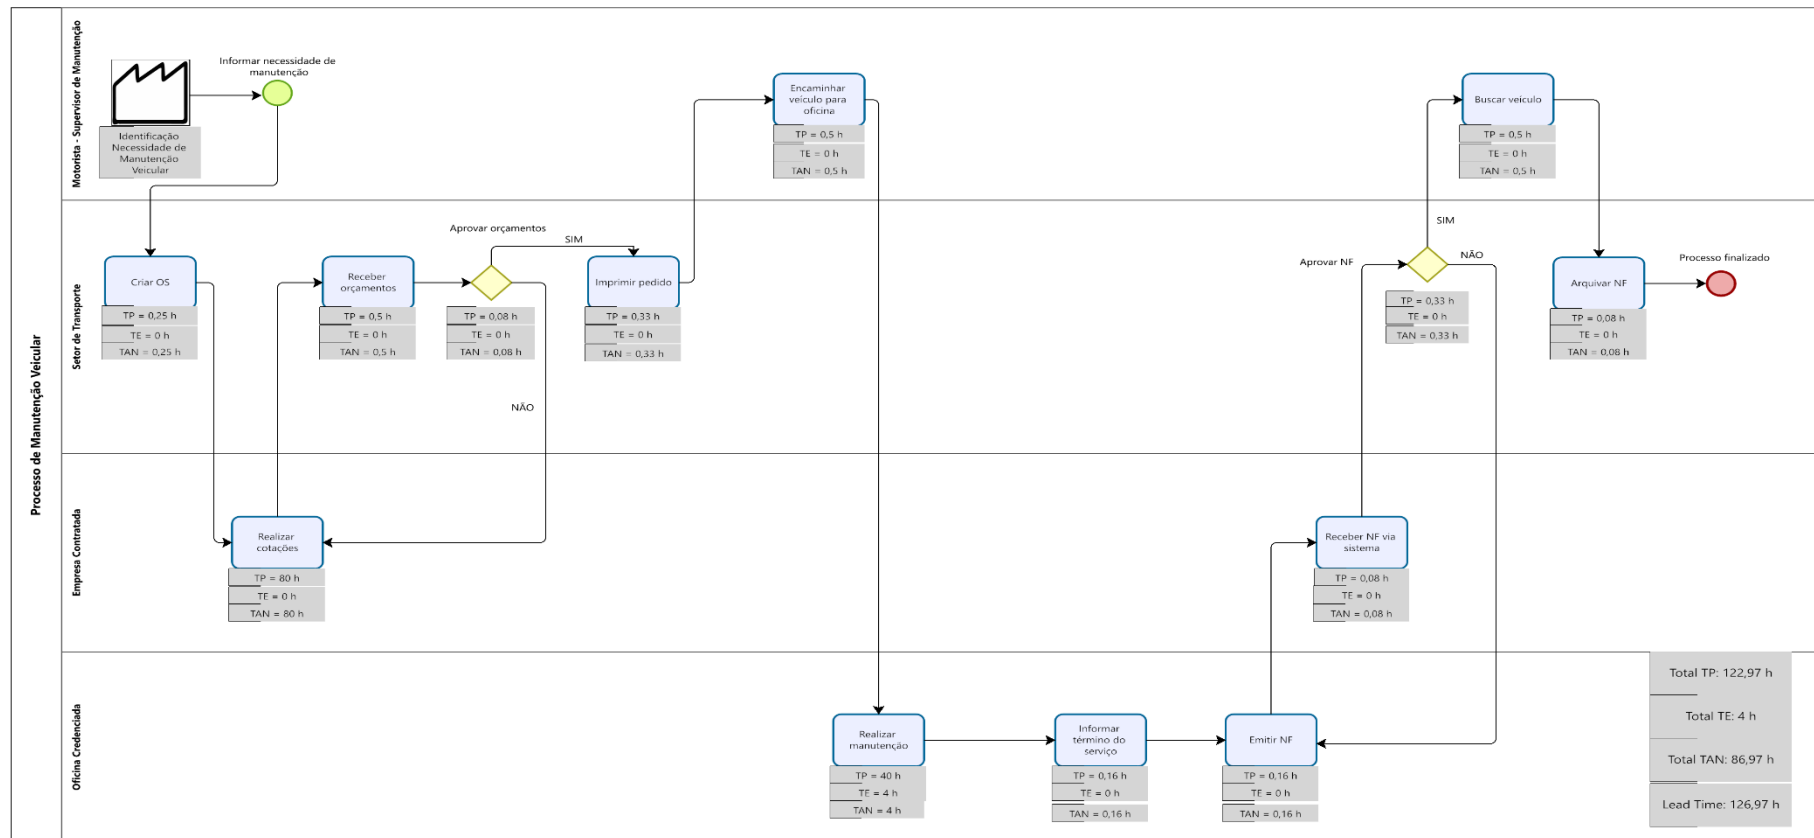 Processo de Manutenção Veicular
Motorista - Supervisor de Manutenção
Identificação
Necessidade de
Manutenção
Veicular
Informar necessidade de
manutenção
Encaminhar
veículo para
oficina
TP = 0,5 h
TE = 0 h
TAN = 0,5 h
Buscar veículo
TP = 0,5 h
TE = 0 h
TAN = 0,5 h
Setor de Transporte
Criar OS
TP = 0,25 h
TE = 0 h
TAN = 0,25 h
Receber
orçamentos
TP = 0,5 h
TE = 0 h
TAN = 0,5 h
Aprovar orçamentos
SIM
NÃO
TP = 0,08 h
TE = 0 h
TAN = 0,08 h
Imprimir pedido
TP = 0,33 h
TE = 0 h
TAN = 0,33 h
Aprovar NF
SIM
NÃO
TP = 0,33 h
TE = 0 h
TAN = 0,33 h
Arquivar NF
TP = 0,08 h
TE = 0 h
TAN = 0,08 h
Processo finalizado
Empresa Contratada
Realizar
cotações
TP = 80 h
TE = 0 h
TAN = 80 h
Receber NF via
sistema
TP = 0,08 h
TE = 0 h
TAN = 0,08 h
Oficina Credenciada
Realizar
manutenção
TP = 40 h
TE = 4 h
TAN = 4 h
Informar
término do
serviço
TP = 0,16 h
TE = 0 h
TAN = 0,16 h
Emitir NF
TP = 0,16 h
TE = 0 h
TAN = 0,16 h
Total TP: 122,97 h
Total TE: 4 h
Total TAN: 86,97 h
Lead Time: 126,97 h